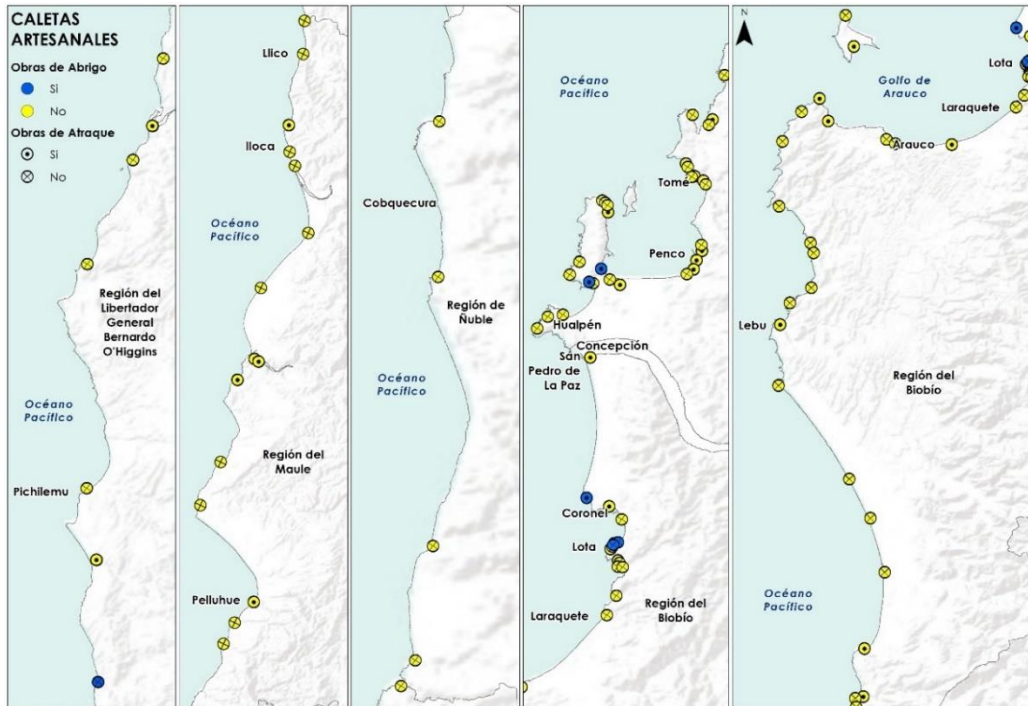 CALETAS
ARTESANALES
Obras de Abrigo
Si
No
Obras de Atraque
Si
No
Región del
Libertador
General
Bernardo
O'Higgins
Océano
Pacífico
Pichilemu
Llico
Iloca
Océano
Pacífico
Región del
Maule
Pelluhue
Cobquecura
Región de
Ñuble
Océano
Pacífico
Océano
Pacífico
Tomé
Penco
Hualpén
Concepción
San
Pedro de
La Paz
Coronel
Lota
Laraquete
Región del
Biobío
N
Golfo de
Arauco
Lota
Laraquete
Arauco
Lebu
Región del
Biobío
Océano
Pacífico